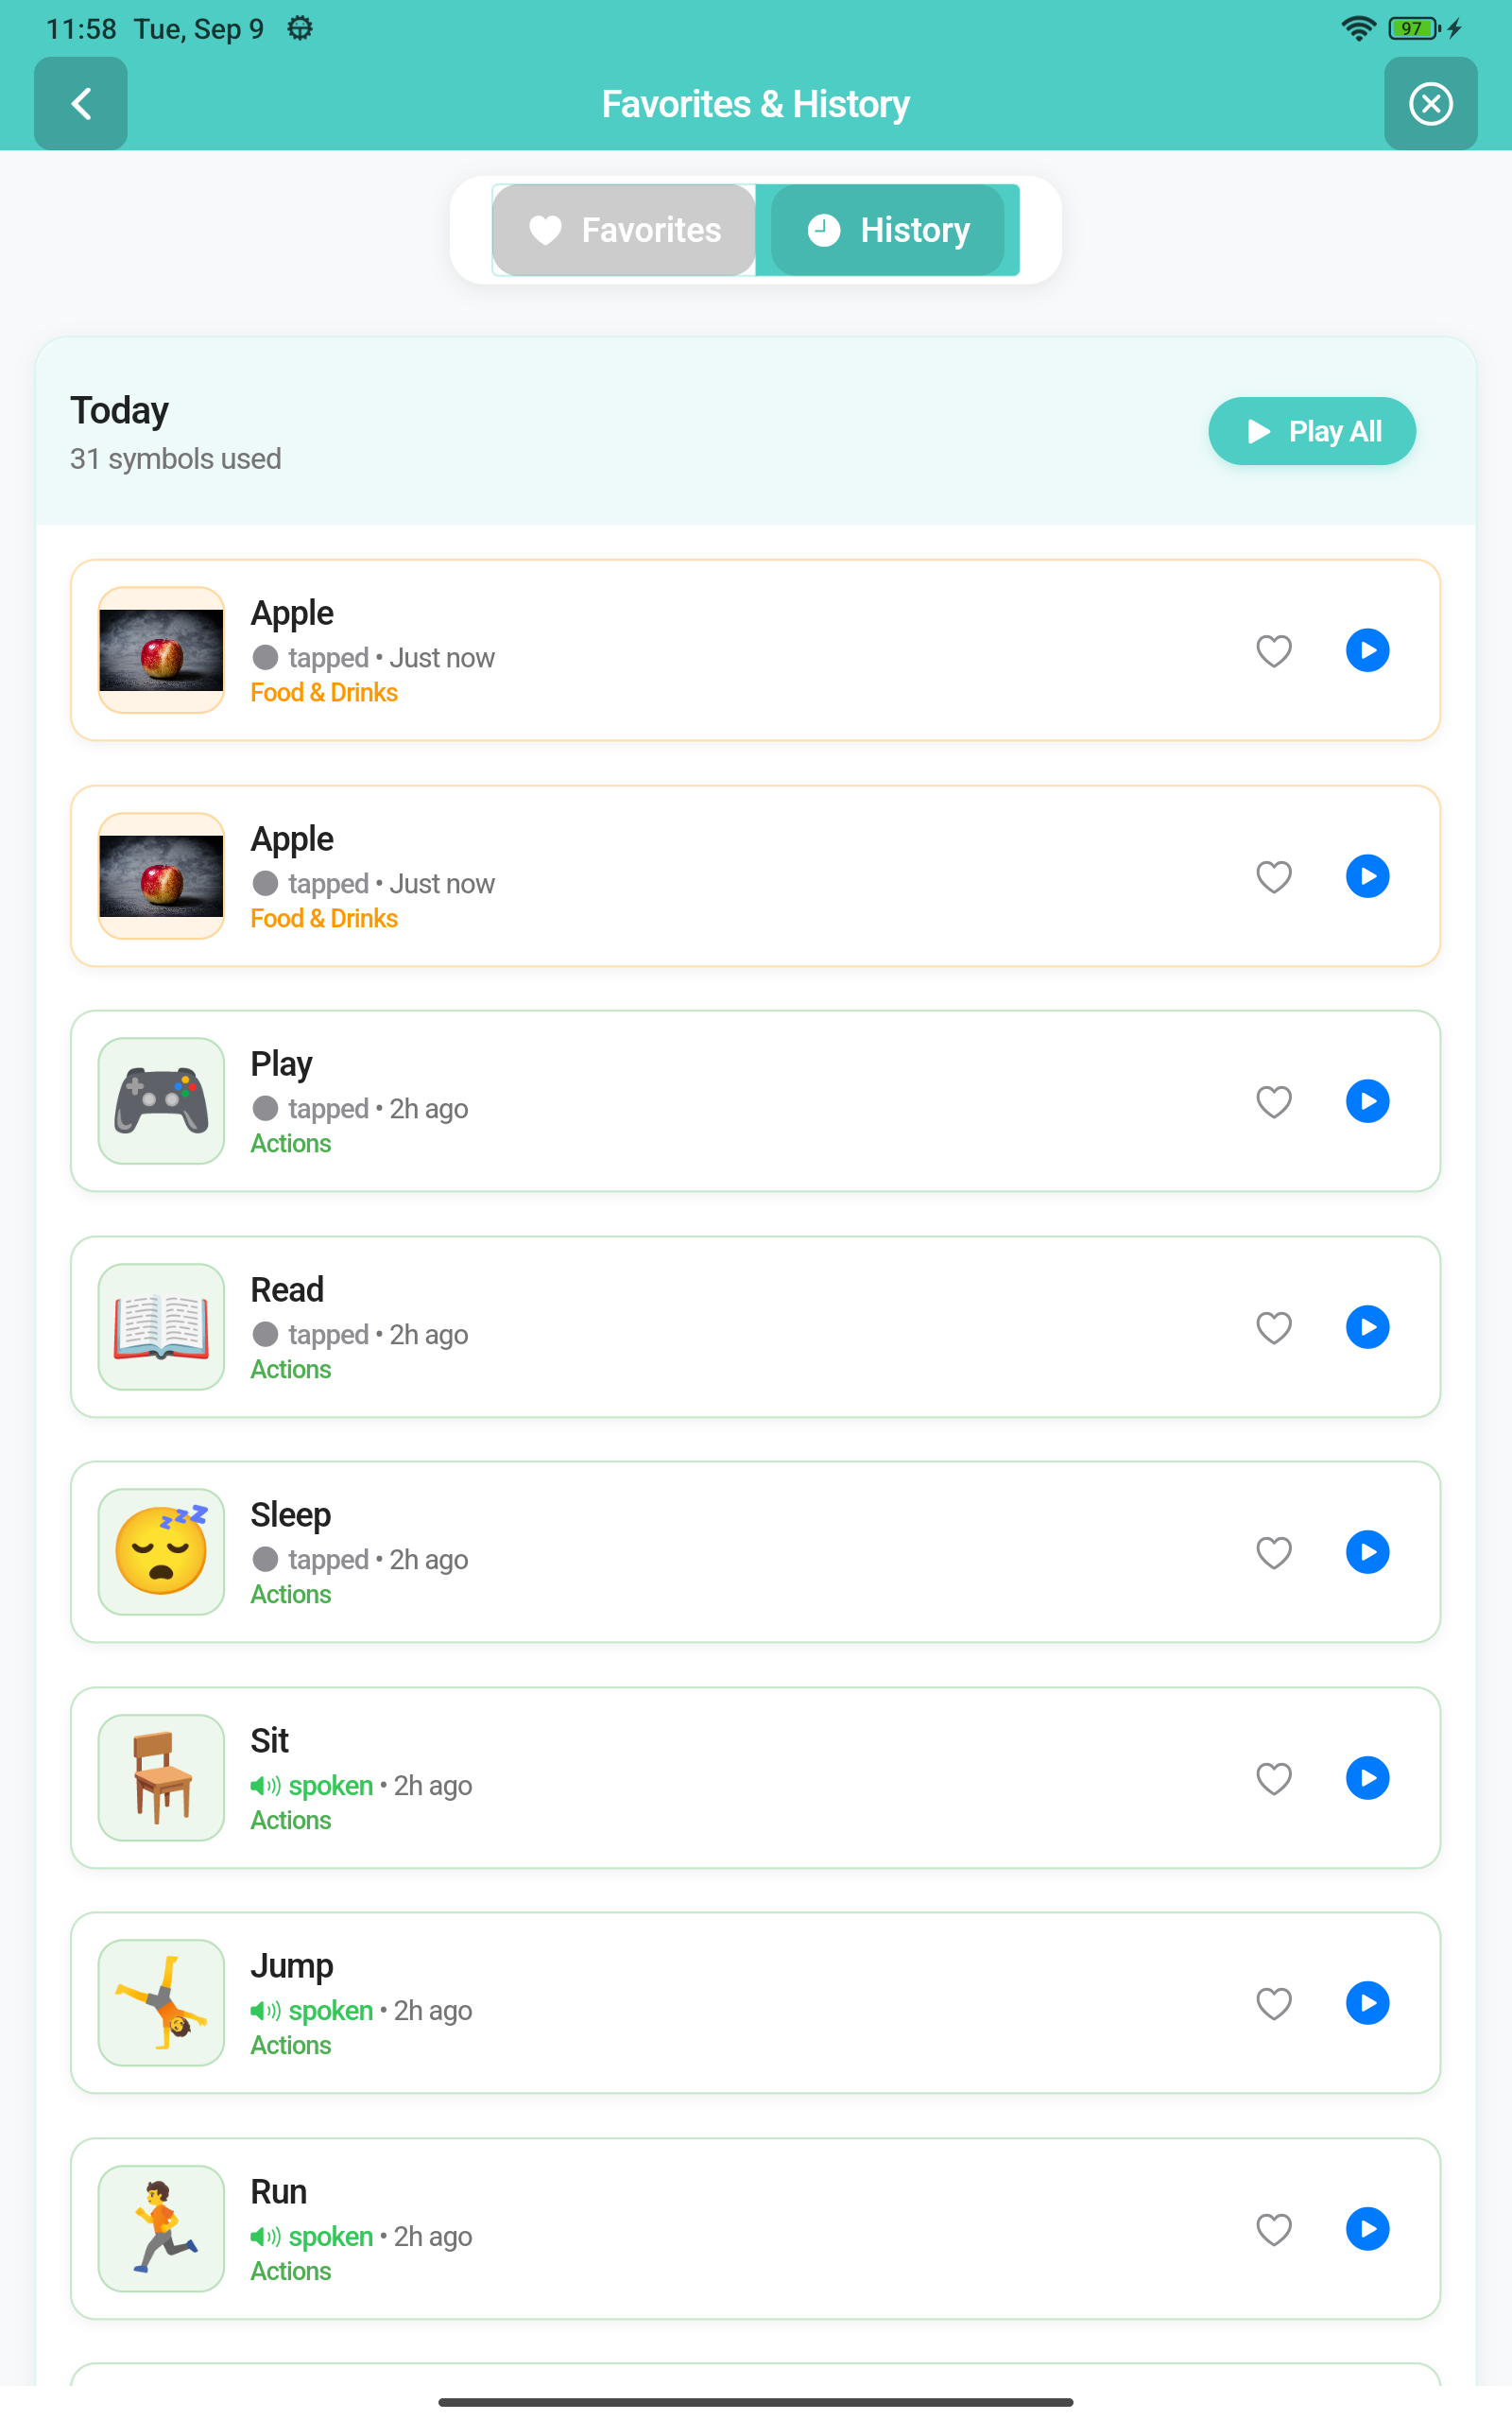 11:58 Tue, Sep 9
97
Favorites & History
Favorites
History
Today
31 symbols used
Play All
Apple
tapped • Just now
Food & Drinks
Apple
tapped • Just now
Food & Drinks
Play
tapped • 2h ago
Actions
Read
tapped • 2h ago
Actions
Sleep
tapped • 2h ago
Actions
Sit
spoken • 2h ago
Actions
Jump
spoken • 2h ago
Actions
Run
spoken • 2h ago
Actions